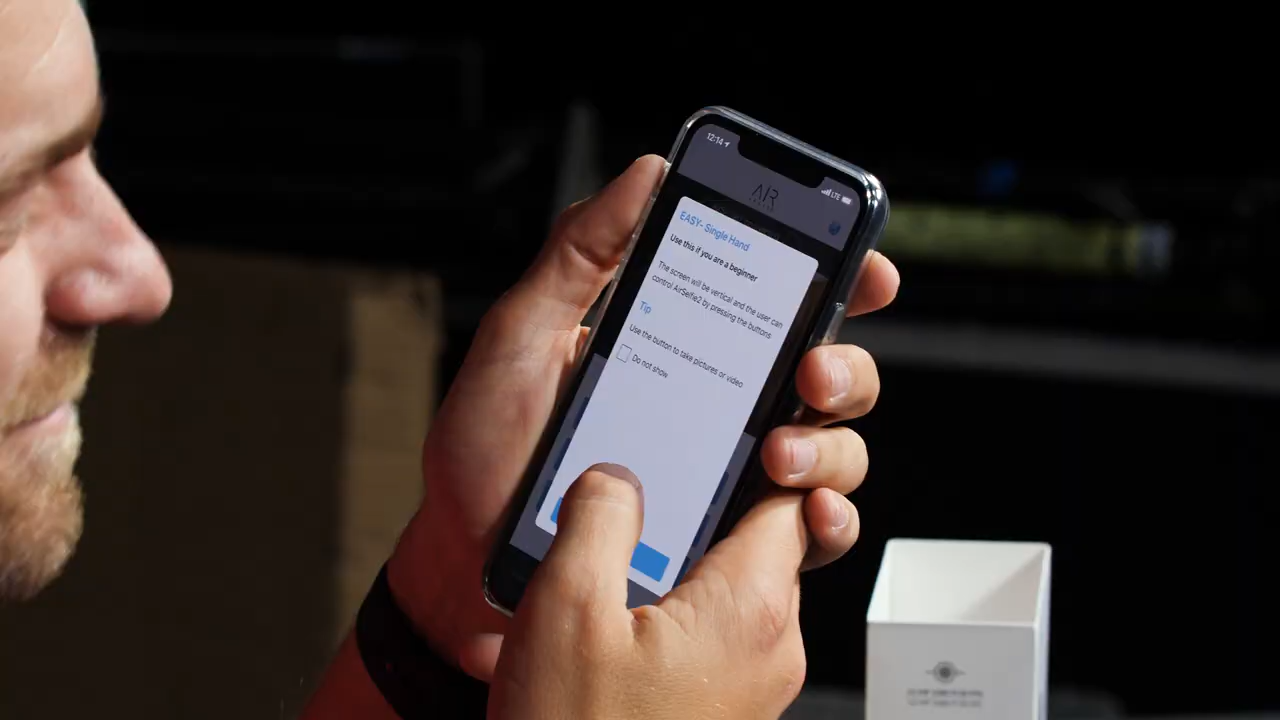 12:14
LTE
AIR
EASY- Single Hand
Use this if you are a beginner
The screen will be vertical and the user can
control AirSelfie2 by pressing the buttons
Tip
Use the button to take pictures or video
Do not show